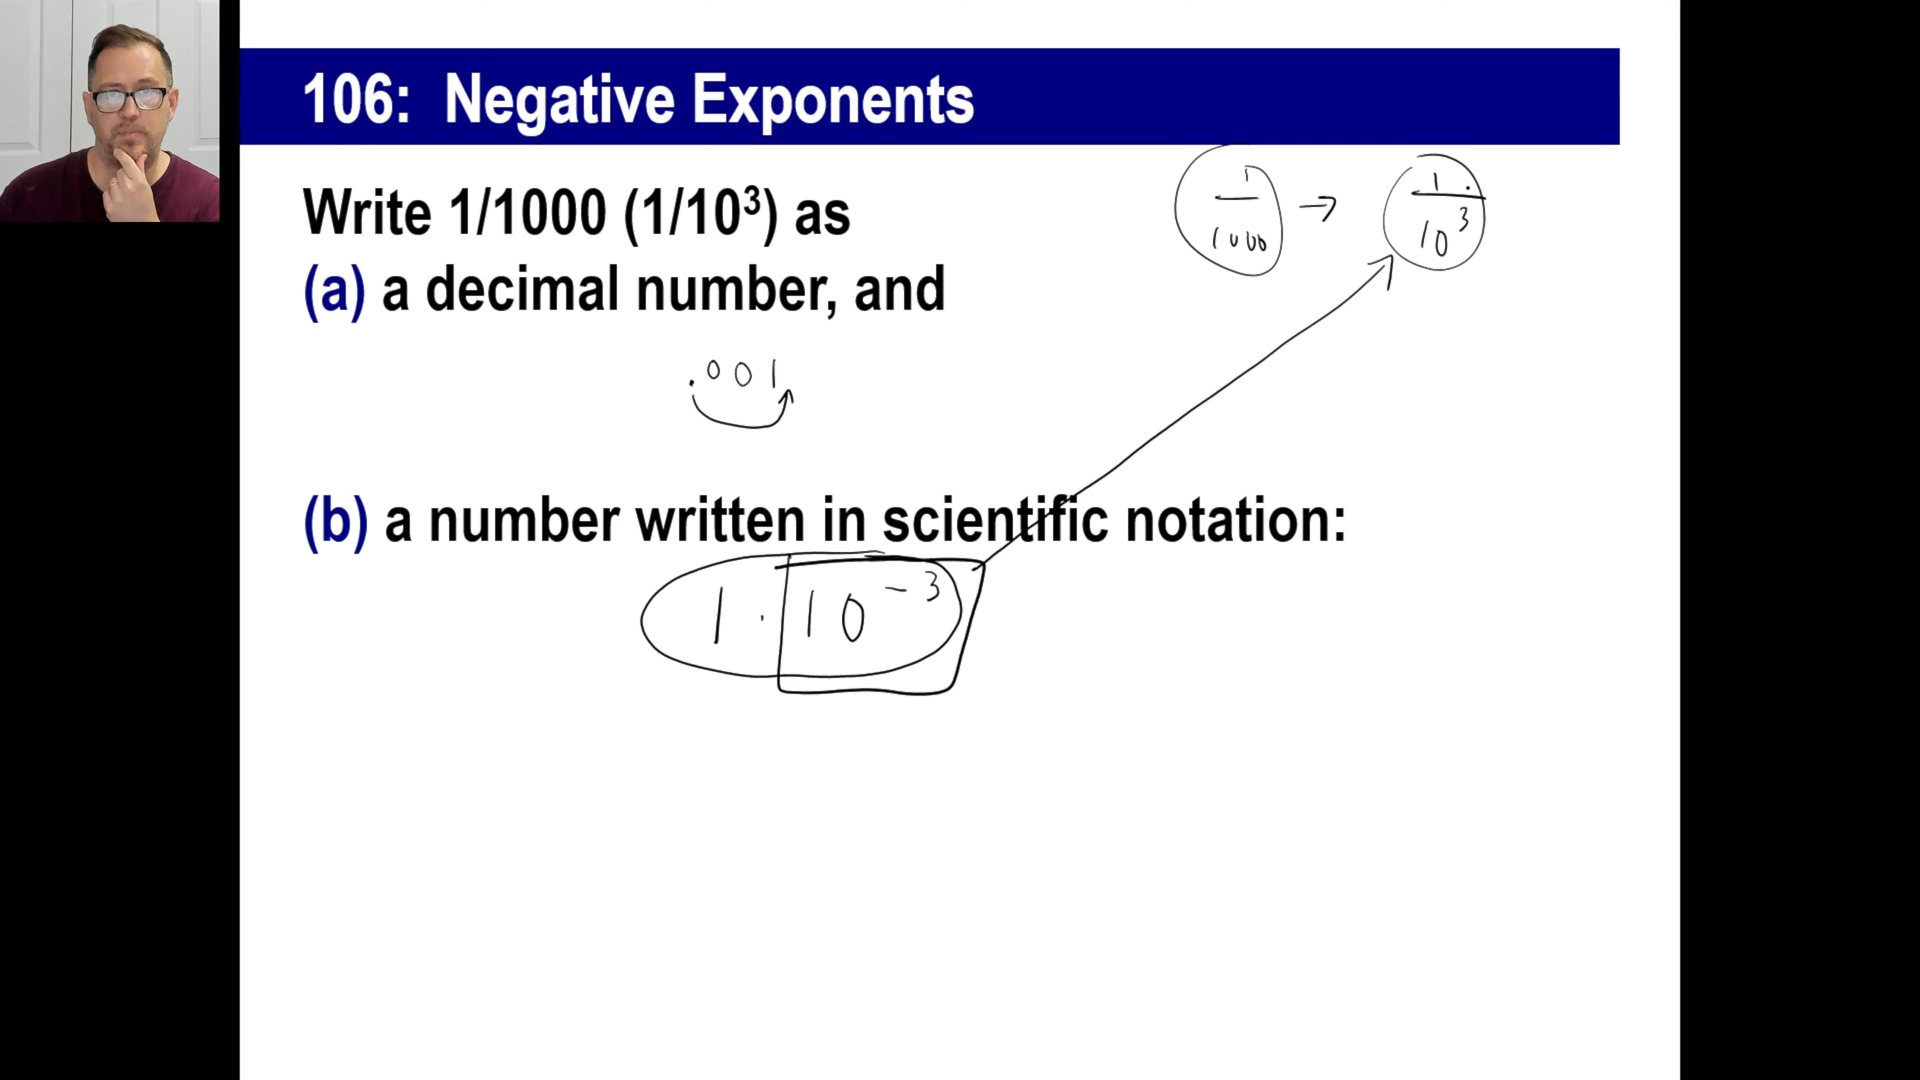 106: Negative Exponents
1/1000 → 1/10³
Write 1/1000 (1/10³) as
(a) a decimal number, and
.001
(b) a number written in scientific notation:
1 · 10⁻³